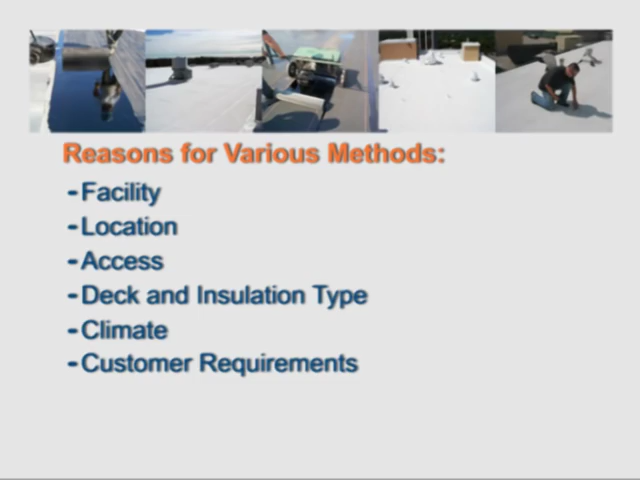 Reasons for Various Methods:
-Facility
-Location
-Access
-Deck and Insulation Type
-Climate
-Customer Requirements